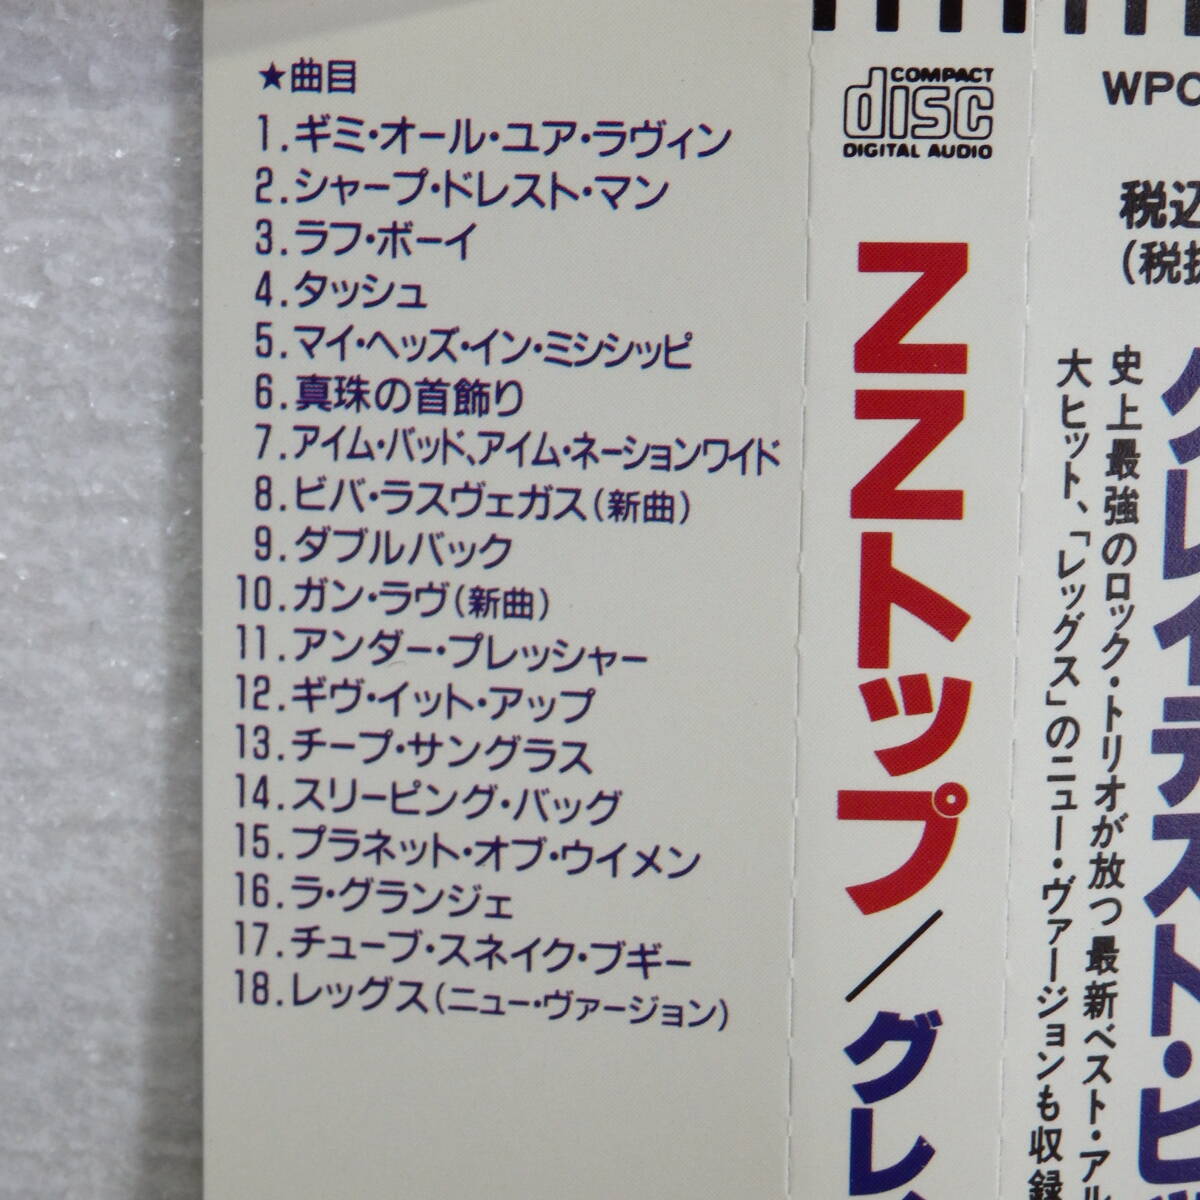 ★曲目
1.ギミ・オール・ユア・ラヴィン
2.シャープ・ドレスト・マン
3.ラフ・ボーイ
4.タッシュ
5.マイ・ヘッズ・イン・ミシシッピ
6.真珠の首飾り
7.アイム・バッド、アイム・ネーションワイド
8.ビバ・ラスヴェガス(新曲)
9.ダブルバック
10.ガン・ラヴ(新曲)
11.アンダー・プレッシャー
12.ギヴ・イット・アップ
13.チープ・サングラス
14.スリーピング・バッグ
15.プラネット・オブ・ウイメン
16.ラ・グランジェ
17.チューブ・スネイク・ブギー
18.レッグス(ニュー・ヴァージョン)
COMPACT
disc
DIGITAL AUDIO
ZZトップ/グレ
WPC
税込
(税抜
グレイテスト・ヒ
史上最強のロック・トリオが放つ最新ベスト・アル
大ヒット、「レッグス」のニュー・ヴァージョンも収録